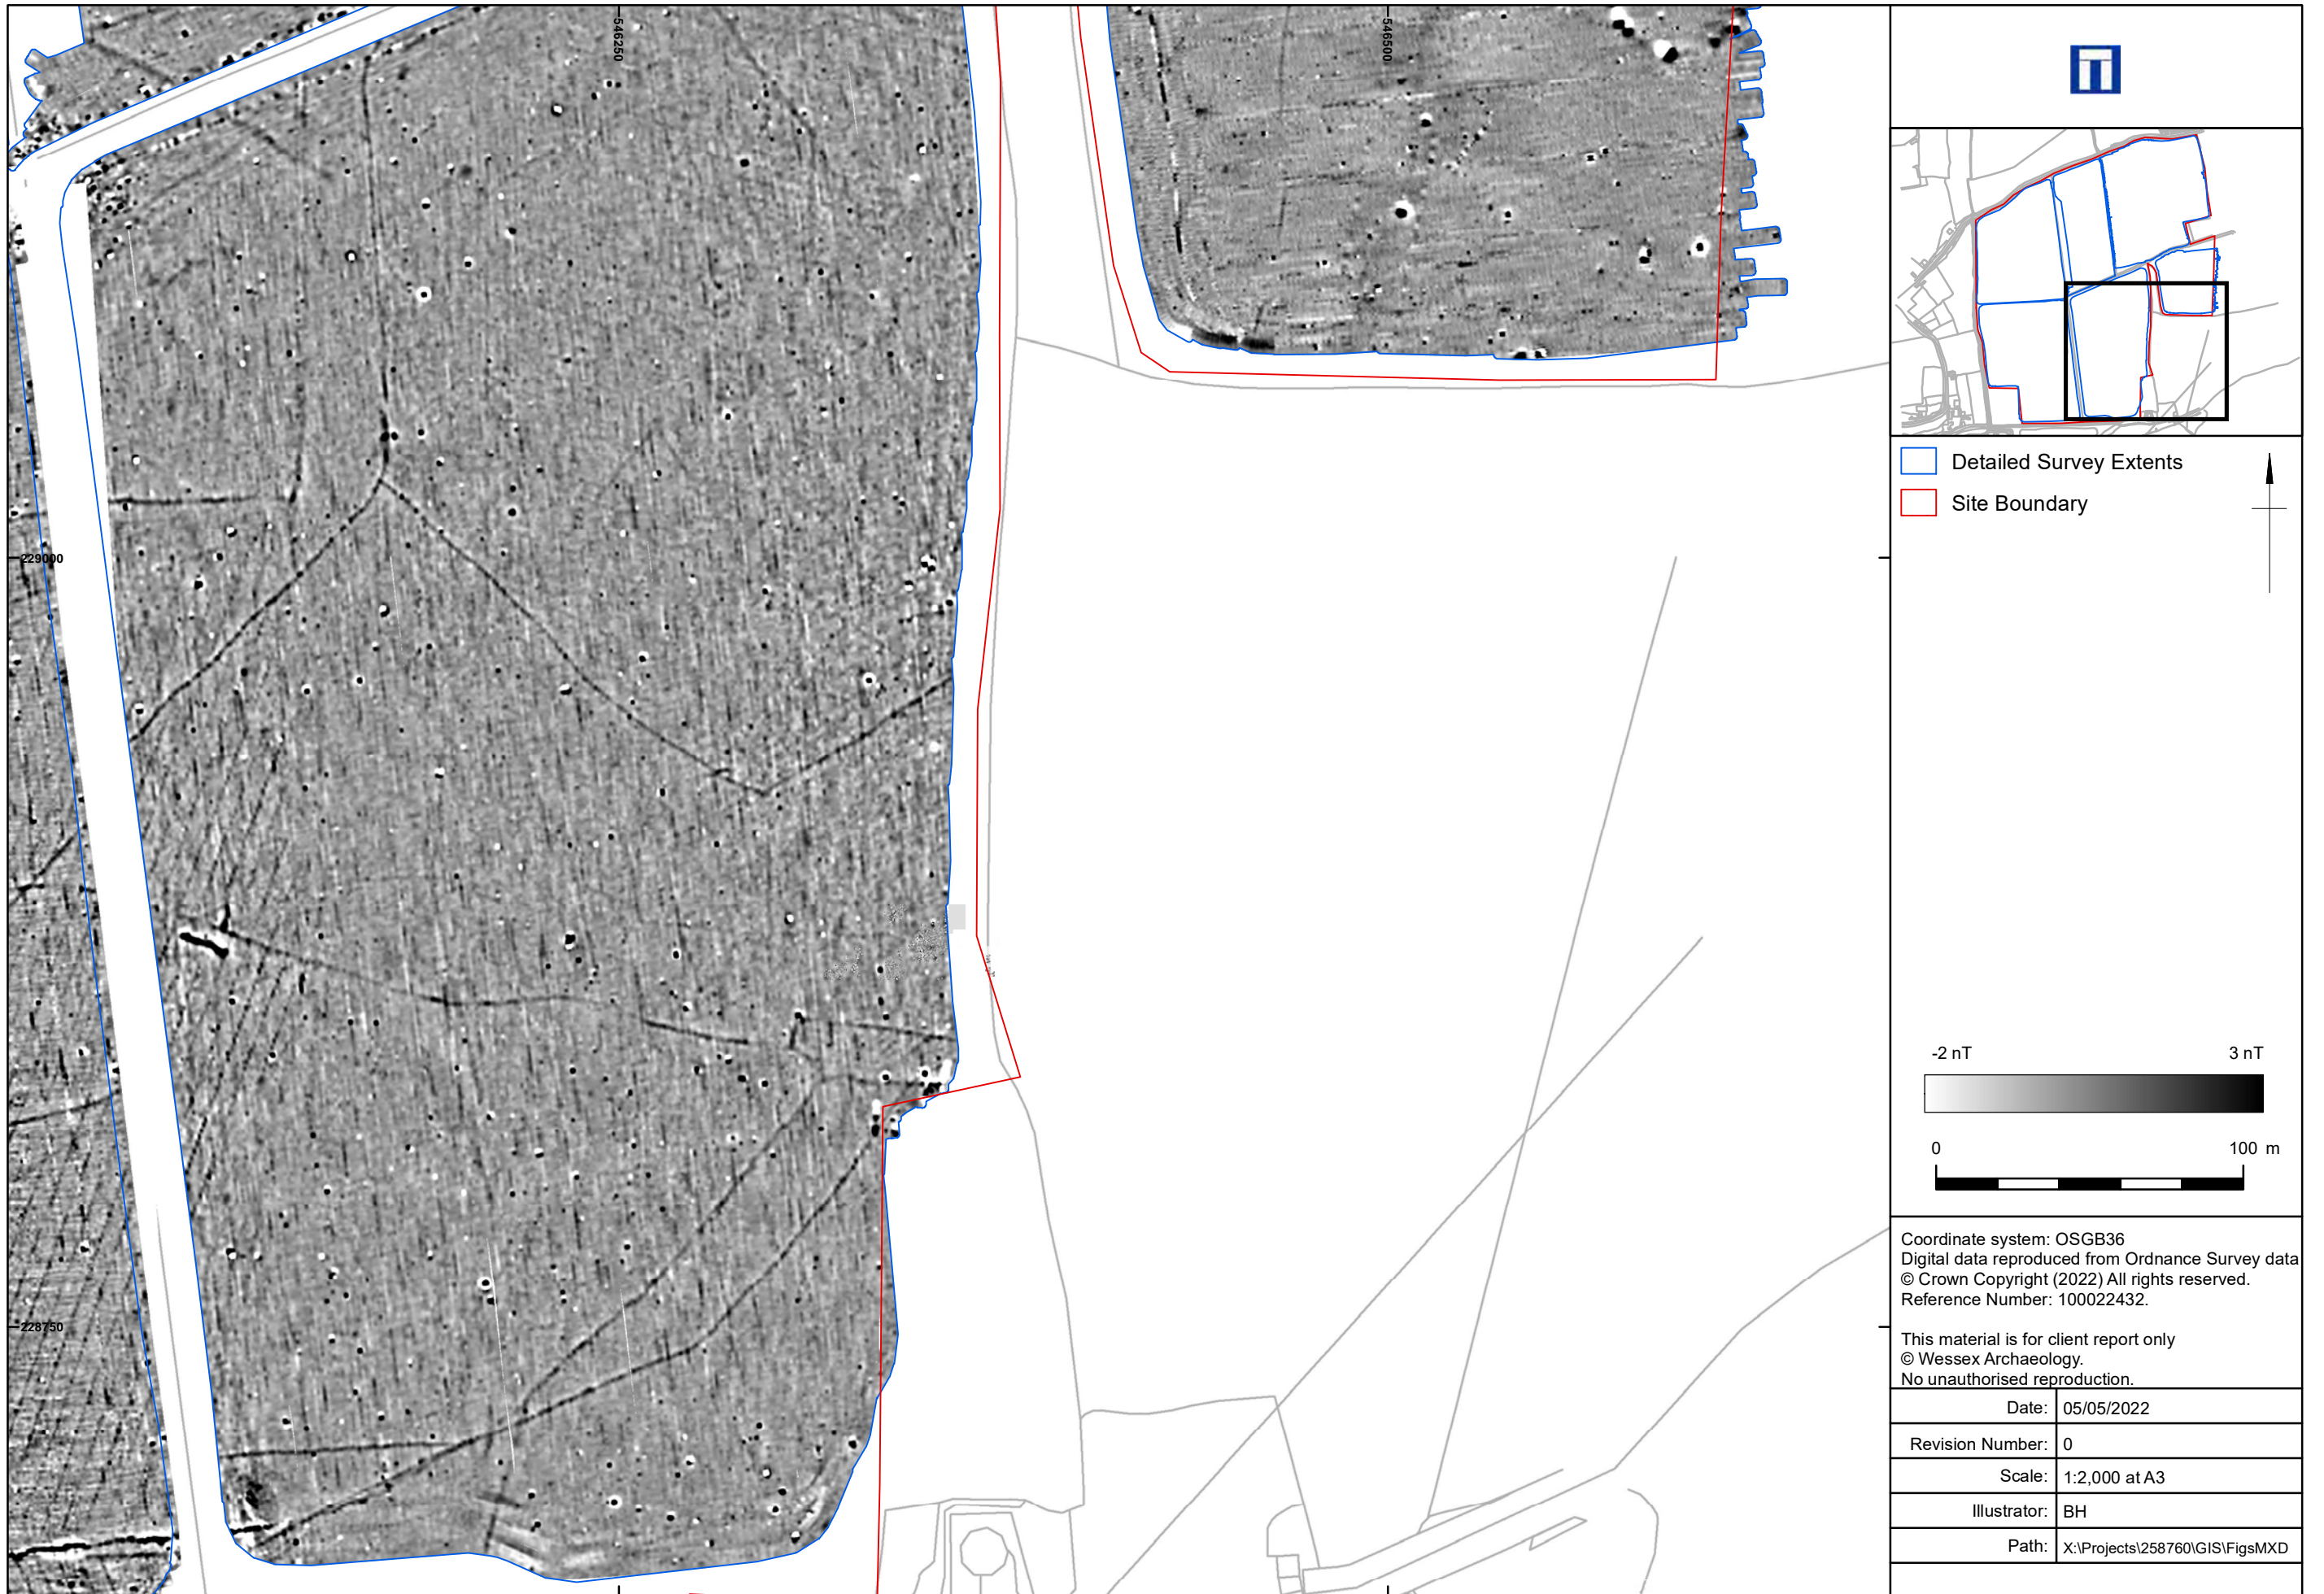 546250
546500
229000
228750
Detailed Survey Extents
Site Boundary
-2 nT 3 nT
0 100 m
Coordinate system: OSGB36
Digital data reproduced from Ordnance Survey data
© Crown Copyright (2022) All rights reserved.
Reference Number: 100022432.
This material is for client report only
© Wessex Archaeology.
No unauthorised reproduction.
Date: 05/05/2022
Revision Number: 0
Scale: 1:2,000 at A3
Illustrator: BH
Path: X:\Projects\258760\GIS\FigsMXD